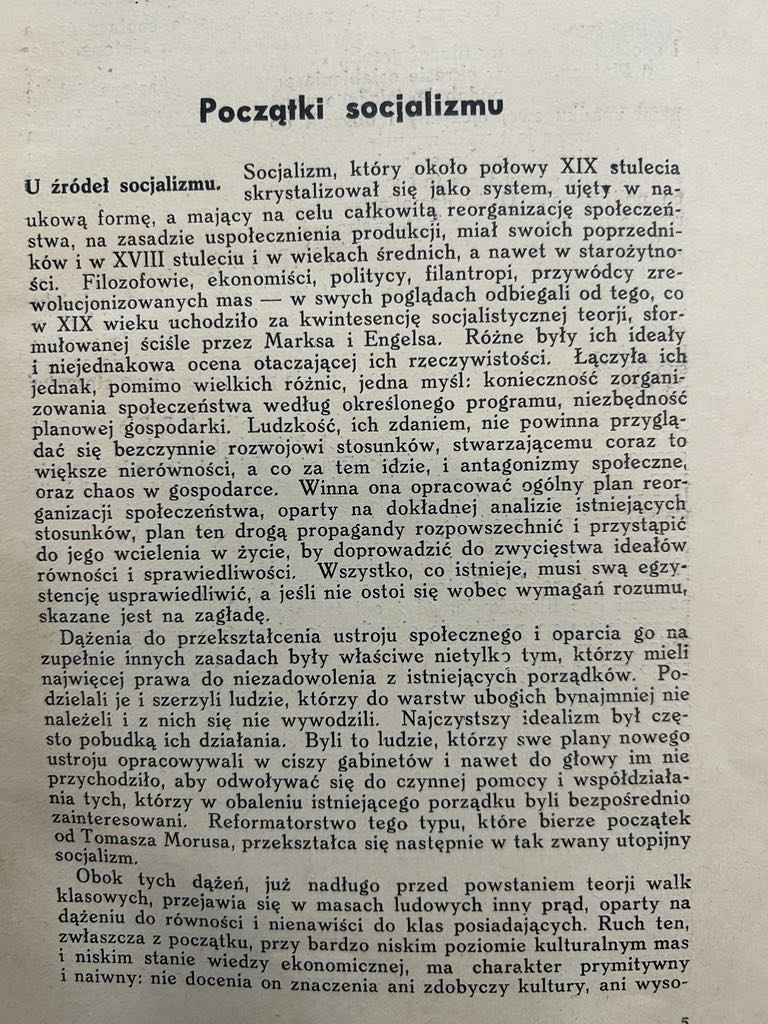 Początki socjalizmu
U źródeł socjalizmu. Socjalizm, który około połowy XIX stulecia
skrystalizował się jako system, ujęty w na-
ukową formę, a mający na celu całkowitą reorganizację społeczeń-
stwa, na zasadzie uspołecznienia produkcji, miał swoich poprzedni-
ków i w XVIII stuleciu i w wiekach średnich, a nawet w starożytno-
ści. Filozofowie, ekonomiści, politycy, filantropi, przywódcy zre-
wolucjonizowanych mas — w swych poglądach odbiegali od tego, co
w XIX wieku uchodziło za kwintesencję socjalistycznej teorji, sfor-
mułowanej ściśle przez Marksa i Engelsa. Różne były ich ideały
i niejednakowa ocena otaczającej ich rzeczywistości. Łączyła ich
jednak, pomimo wielkich różnic, jedna myśl: konieczność zorgani-
zowania społeczeństwa według określonego programu, niezbędność
planowej gospodarki. Ludzkość, ich zdaniem, nie powinna przyglą-
dać się bezczynnie rozwojowi stosunków, stwarzającemu coraz to
większe nierówności, a co za tem idzie, i antagonizmy społeczne,
oraz chaos w gospodarce. Winna ona opracować ogólny plan reor-
ganizacji społeczeństwa, oparty na dokładnej analizie istniejących
stosunków, plan ten drogą propagandy rozpowszechnić i przystąpić
do jego wcielenia w życie, by doprowadzić do zwycięstwa ideałów
równości i sprawiedliwości. Wszystko, co istnieje, musi swą egzy-
stencję usprawiedliwić, a jeśli nie ostoi się wobec wymagań rozumu,
skazane jest na zagładę.
Dążenia do przekształcenia ustroju społecznego i oparcia go na
zupełnie innych zasadach były właściwe nietylko tym, którzy mieli
najwięcej prawa do niezadowolenia z istniejących porządków. Po-
dzielali je i szerzyli ludzie, którzy do warstw ubogich bynajmniej nie
należeli i z nich się nie wywodzili. Najczystszy idealizm był czę-
sto pobudką ich działania. Byli to ludzie, którzy swe plany nowego
ustroju opracowywali w ciszy gabinetów i nawet do głowy im nie
przychodziło, aby odwoływać się do czynnej pomocy i współdziała-
nia tych, którzy w obaleniu istniejącego porządku byli bezpośrednio
zainteresowani. Reformatorstwo tego typu, które bierze początek
od Tomasza Morusa, przekształca się następnie w tak zwany utopijny
socjalizm.
Obok tych dążeń, już nadługo przed powstaniem teorji walk
klasowych, przejawia się w masach ludowych inny prąd, oparty na
dążeniu do równości i nienawiści do klas posiadających. Ruch ten,
zwłaszcza z początku, przy bardzo niskim poziomie kulturalnym mas
i niskim stanie wiedzy ekonomicznej, ma charakter prymitywny
i naiwny: nie docenia on znaczenia ani zdobyczy kultury, ani wyso-
5